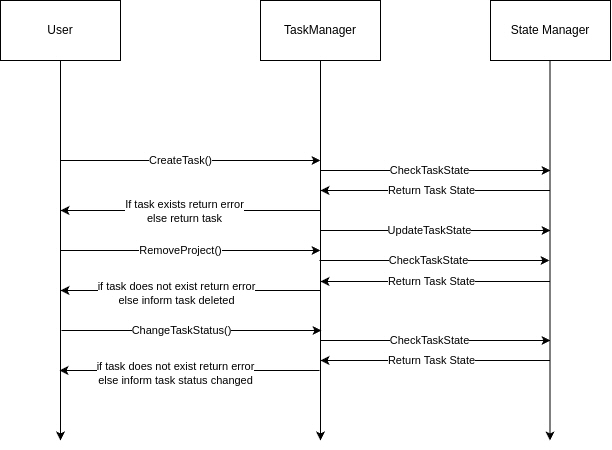 User
TaskManager
State Manager
CreateTask()
CheckTaskState
Return Task State
If task exists return error
else return task
UpdateTaskState
RemoveProject()
CheckTaskState
Return Task State
if task does not exist return error
else inform task deleted
ChangeTaskStatus()
CheckTaskState
Return Task State
if task does not exist return error
else inform task status changed